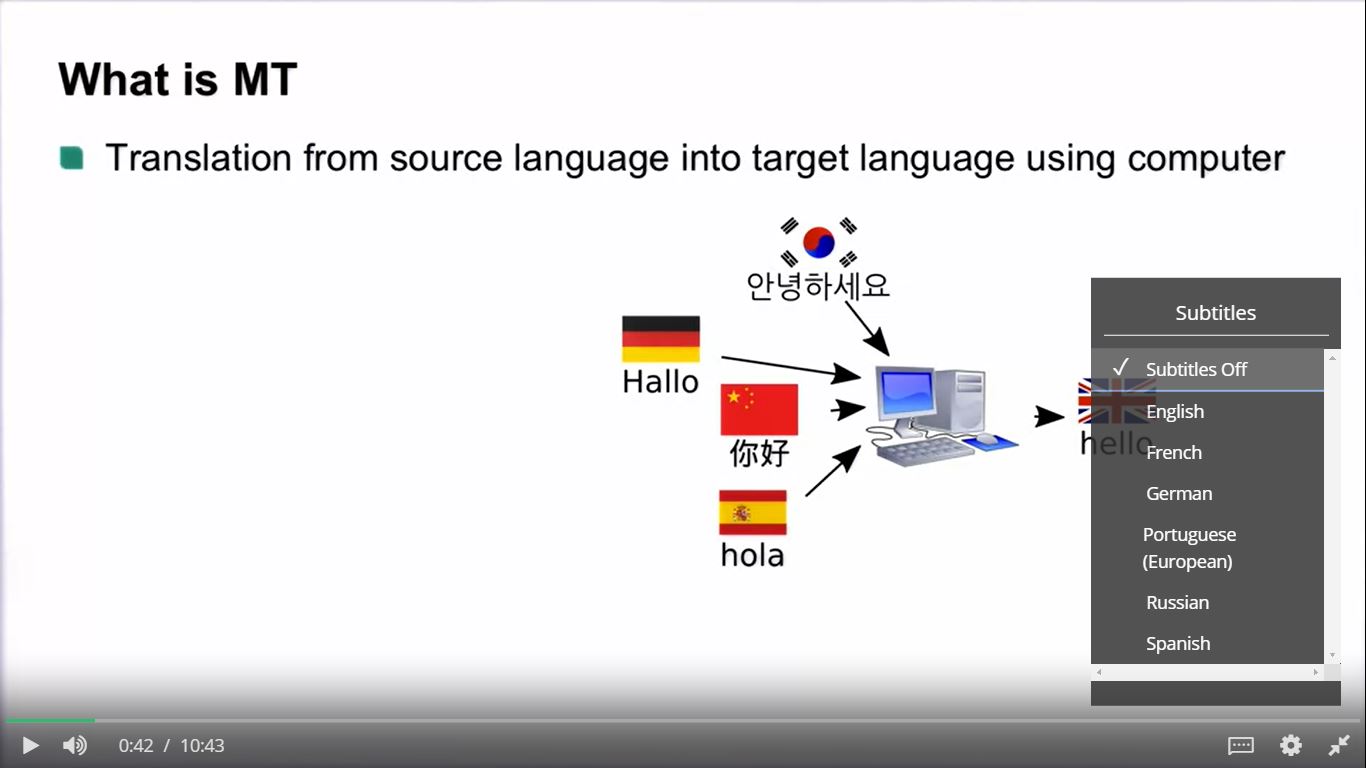 What is MT
Translation from source language into target language using computer
안녕하세요
Hallo
你好
hola
hello
Subtitles
✓ Subtitles Off
English
French
German
Portuguese
(European)
Russian
Spanish
0:42 / 10:43